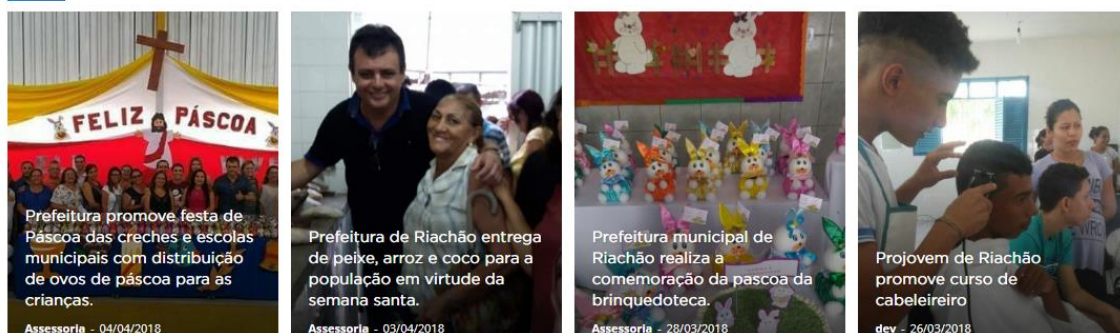 FELIZ PÁSCOA
Prefeitura promove festa de
Páscoa das creches e escolas
municipais com distribuição
de ovos de páscoa para as
crianças.
Assessoria - 04/04/2018
Prefeitura de Riachão entrega
de peixe, arroz e coco para a
população em virtude da
semana santa.
Assessoria - 03/04/2018
Prefeitura municipal de
Riachão realiza a
comemoração da pascoa da
brinquedoteca.
Assessoria - 28/03/2018
Projovem de Riachão
promove curso de
cabeleireiro
dev - 26/03/2018